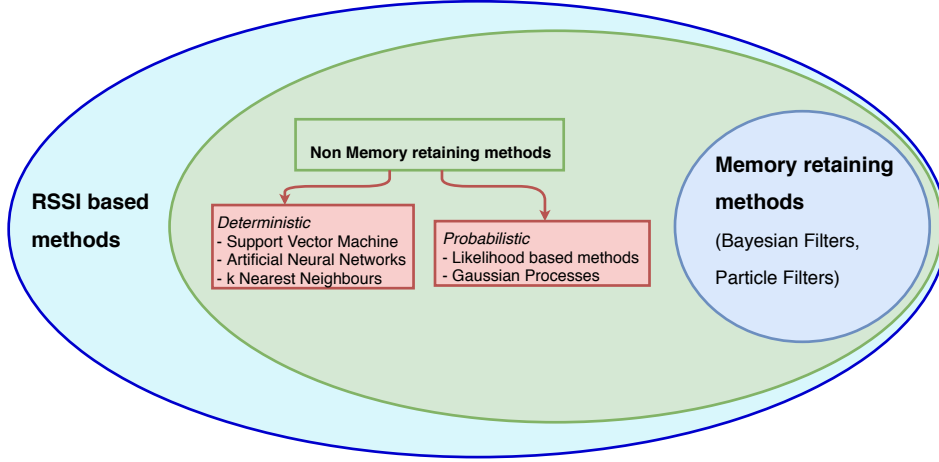 RSSI based
methods
Non Memory retaining methods
Deterministic
- Support Vector Machine
- Artificial Neural Networks
- k Nearest Neighbours
Probabilistic
- Likelihood based methods
- Gaussian Processes
Memory retaining
methods
(Bayesian Filters,
Particle Filters)